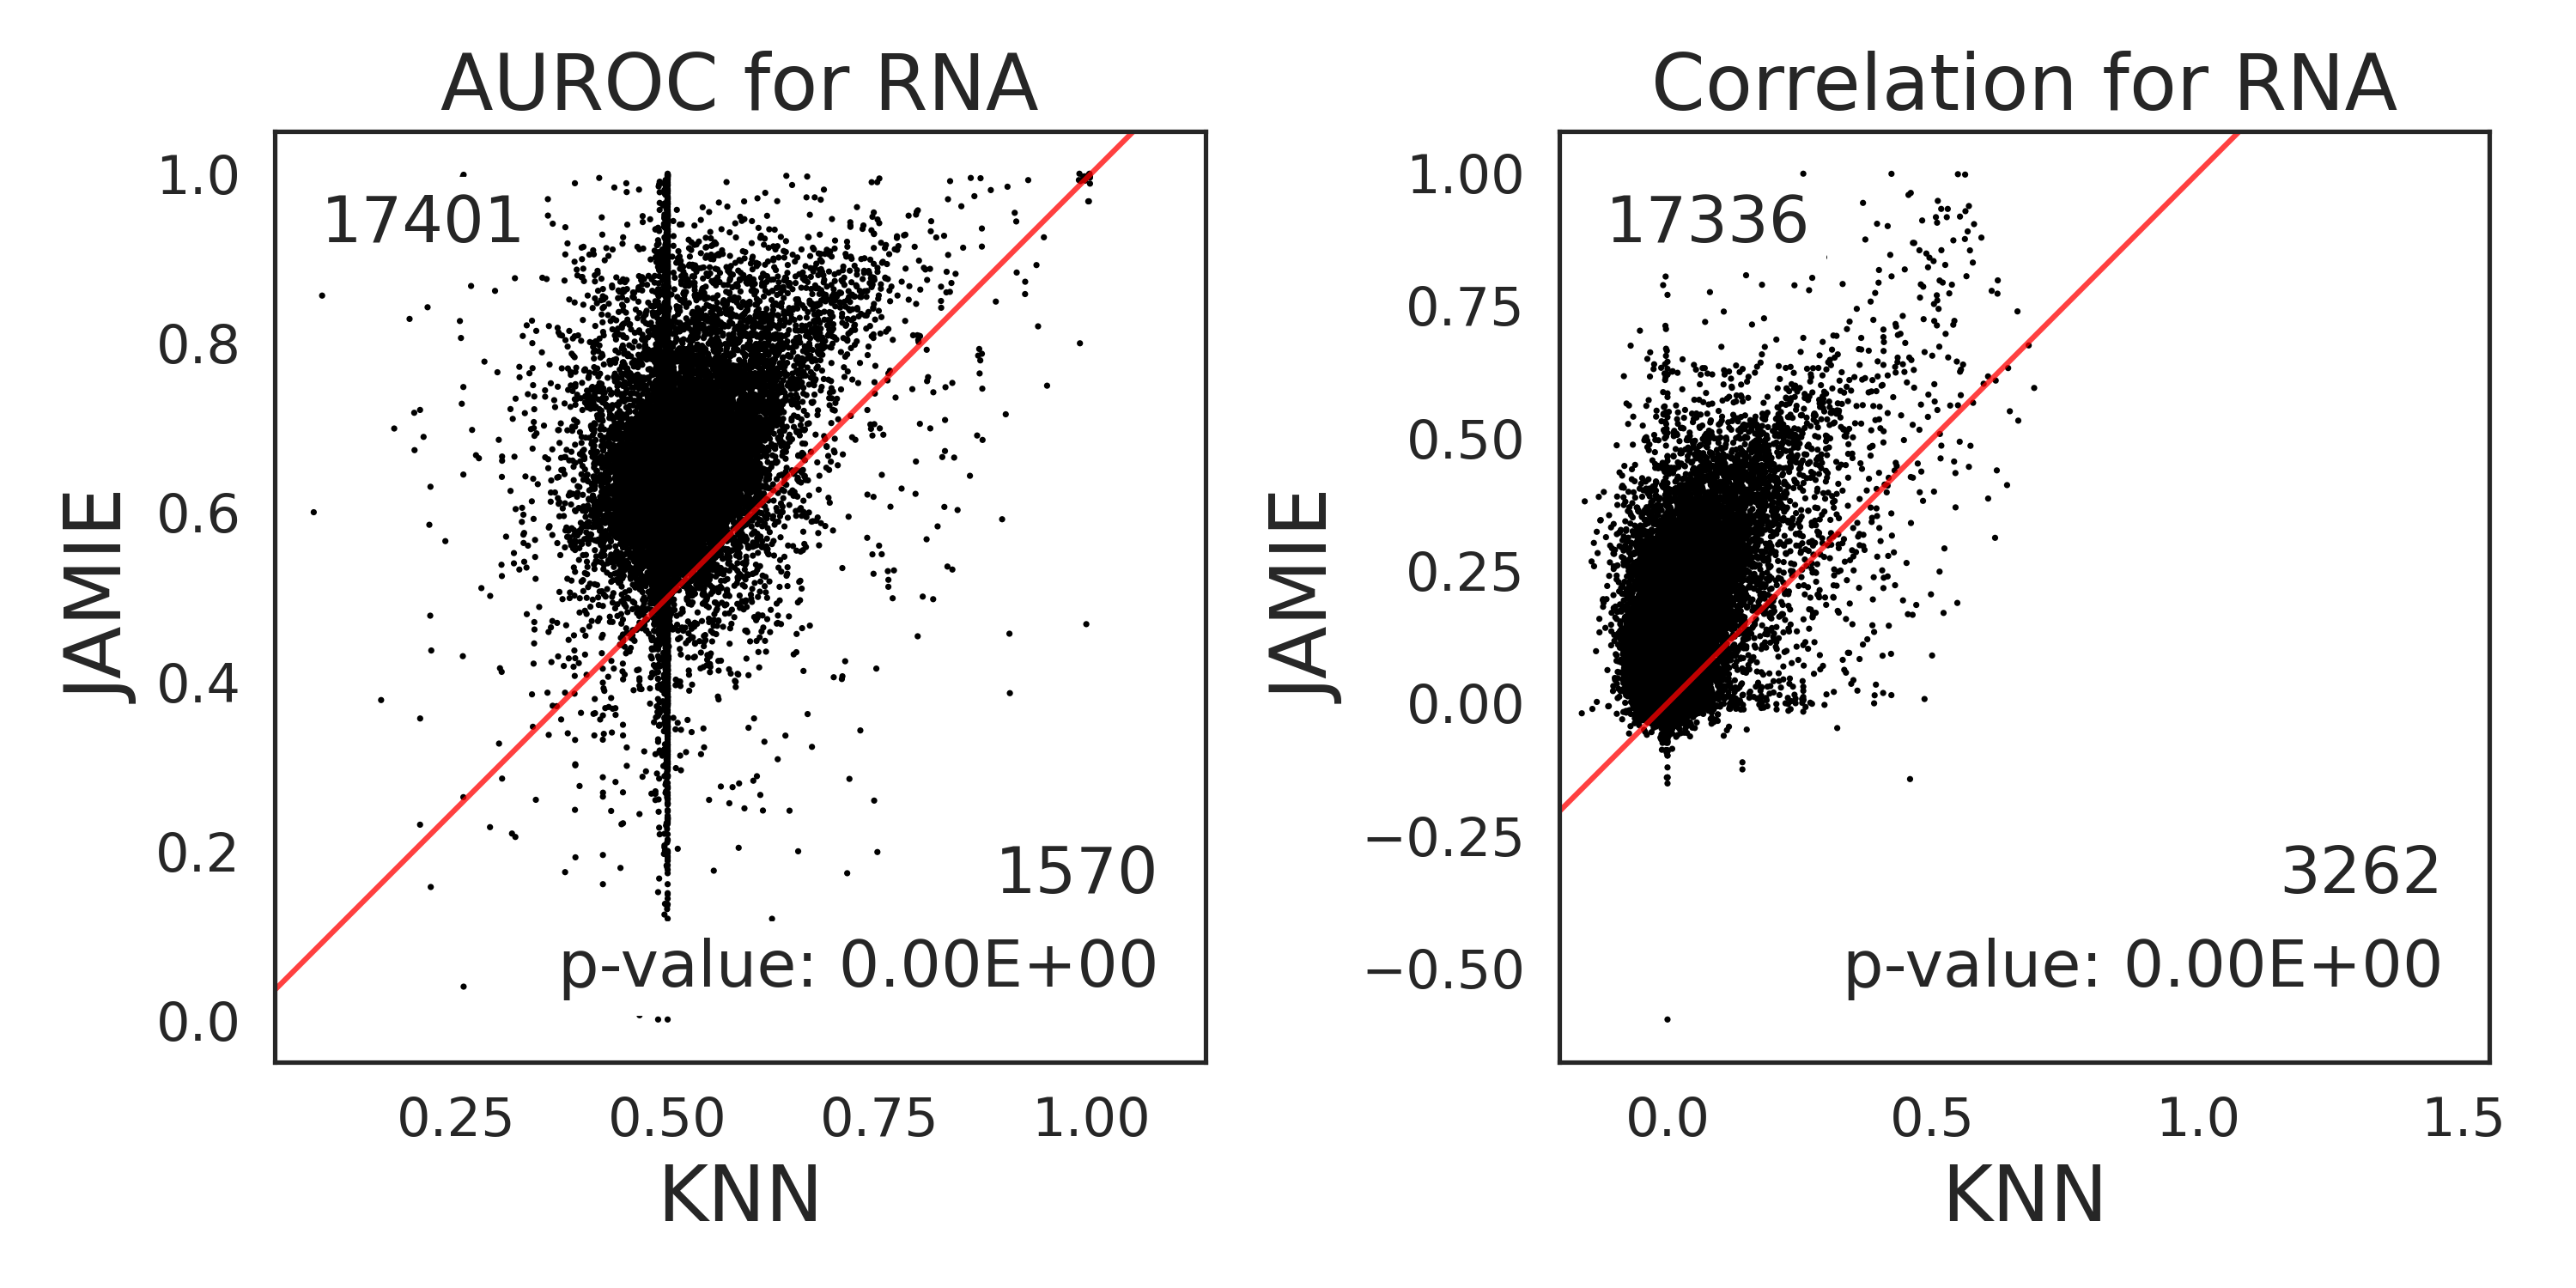 AUROC for RNA
1.0
0.8
0.6
0.4
0.2
0.0
JAMIE
17401
1570
p-value: 0.00E+00
0.25 0.50 0.75 1.00
KNN
Correlation for RNA
1.00
0.75
0.50
0.25
0.00
−0.25
−0.50
JAMIE
17336
3262
p-value: 0.00E+00
0.0 0.5 1.0 1.5
KNN